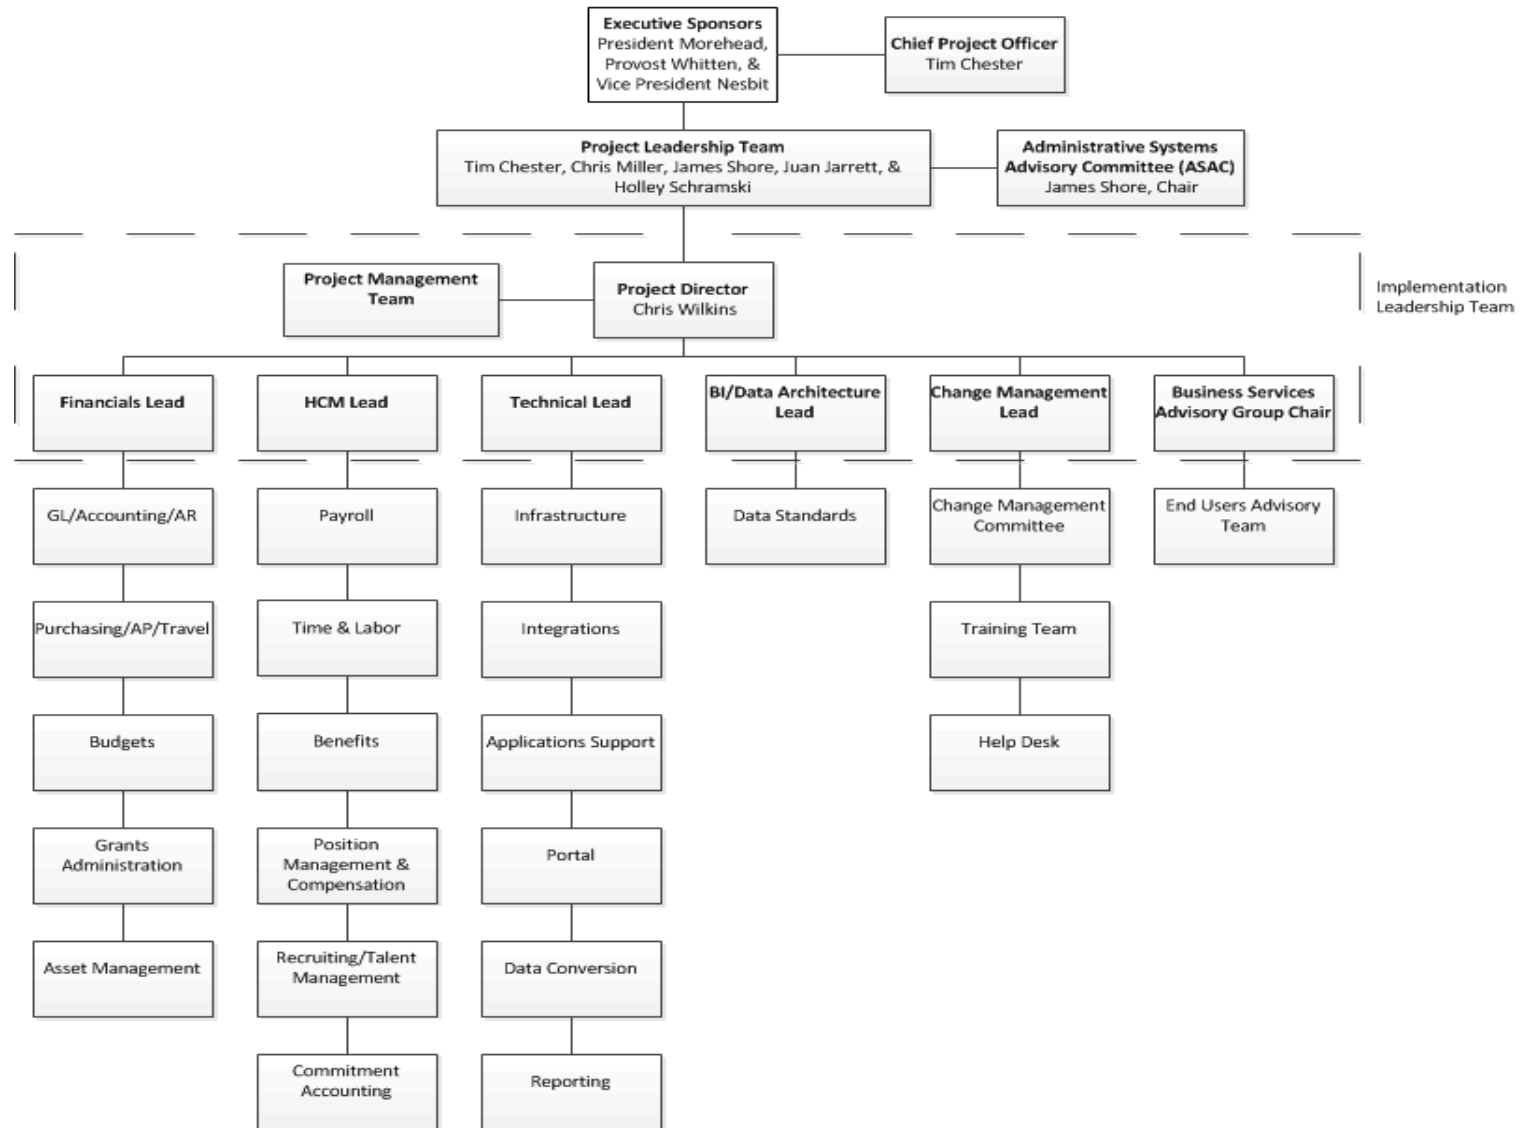 Executive Sponsors
President Morehead,
Provost Whitten, &
Vice President Nesbit
Chief Project Officer
Tim Chester
Project Leadership Team
Tim Chester, Chris Miller, James Shore, Juan Jarrett, &
Holley Schramski
Administrative Systems
Advisory Committee (ASAC)
James Shore, Chair
Project Management
Team
Project Director
Chris Wilkins
Implementation
Leadership Team
Financials Lead
HCM Lead
Technical Lead
BI/Data Architecture
Lead
Change Management
Lead
Business Services
Advisory Group Chair
GL/Accounting/AR
Payroll
Infrastructure
Data Standards
Change Management
Committee
End Users Advisory
Team
Purchasing/AP/Travel
Time & Labor
Integrations
Training Team
Budgets
Benefits
Applications Support
Help Desk
Grants
Administration
Position
Management &
Compensation
Portal
Asset Management
Recruiting/Talent
Management
Data Conversion
Commitment
Accounting
Reporting